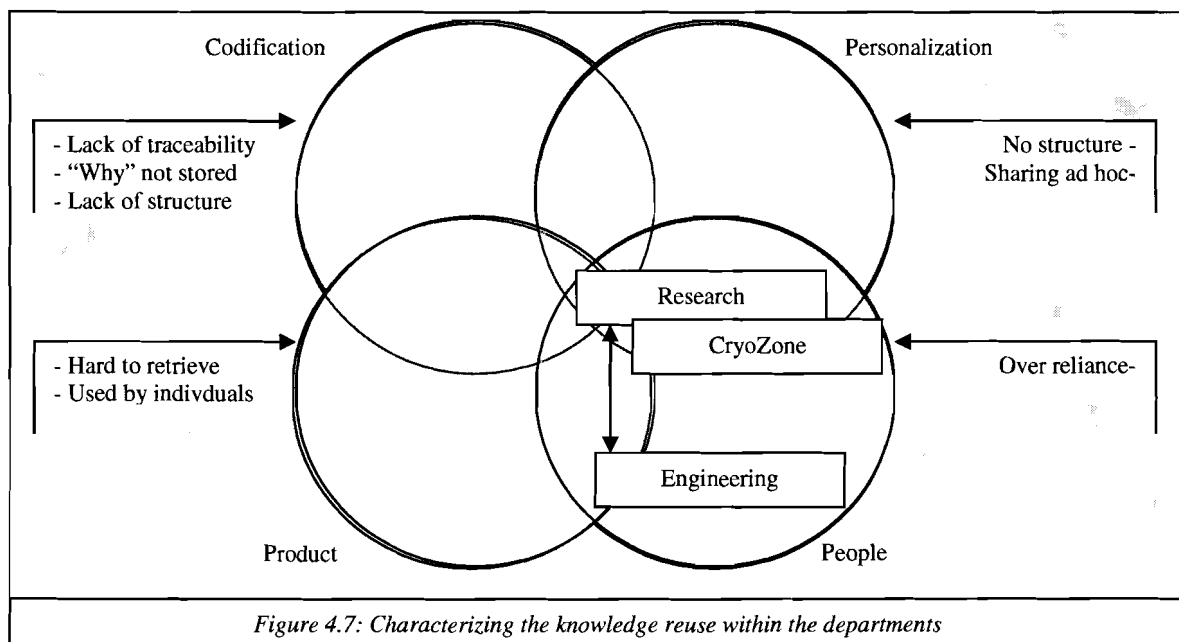 Codification
Personalization
- Lack of traceability
- “Why” not stored
- Lack of structure
No structure -
Sharing ad hoc-
Research
CryoZone
- Hard to retrieve
- Used by indivduals
Over reliance-
Engineering
Product
People
Figure 4.7: Characterizing the knowledge reuse within the departments